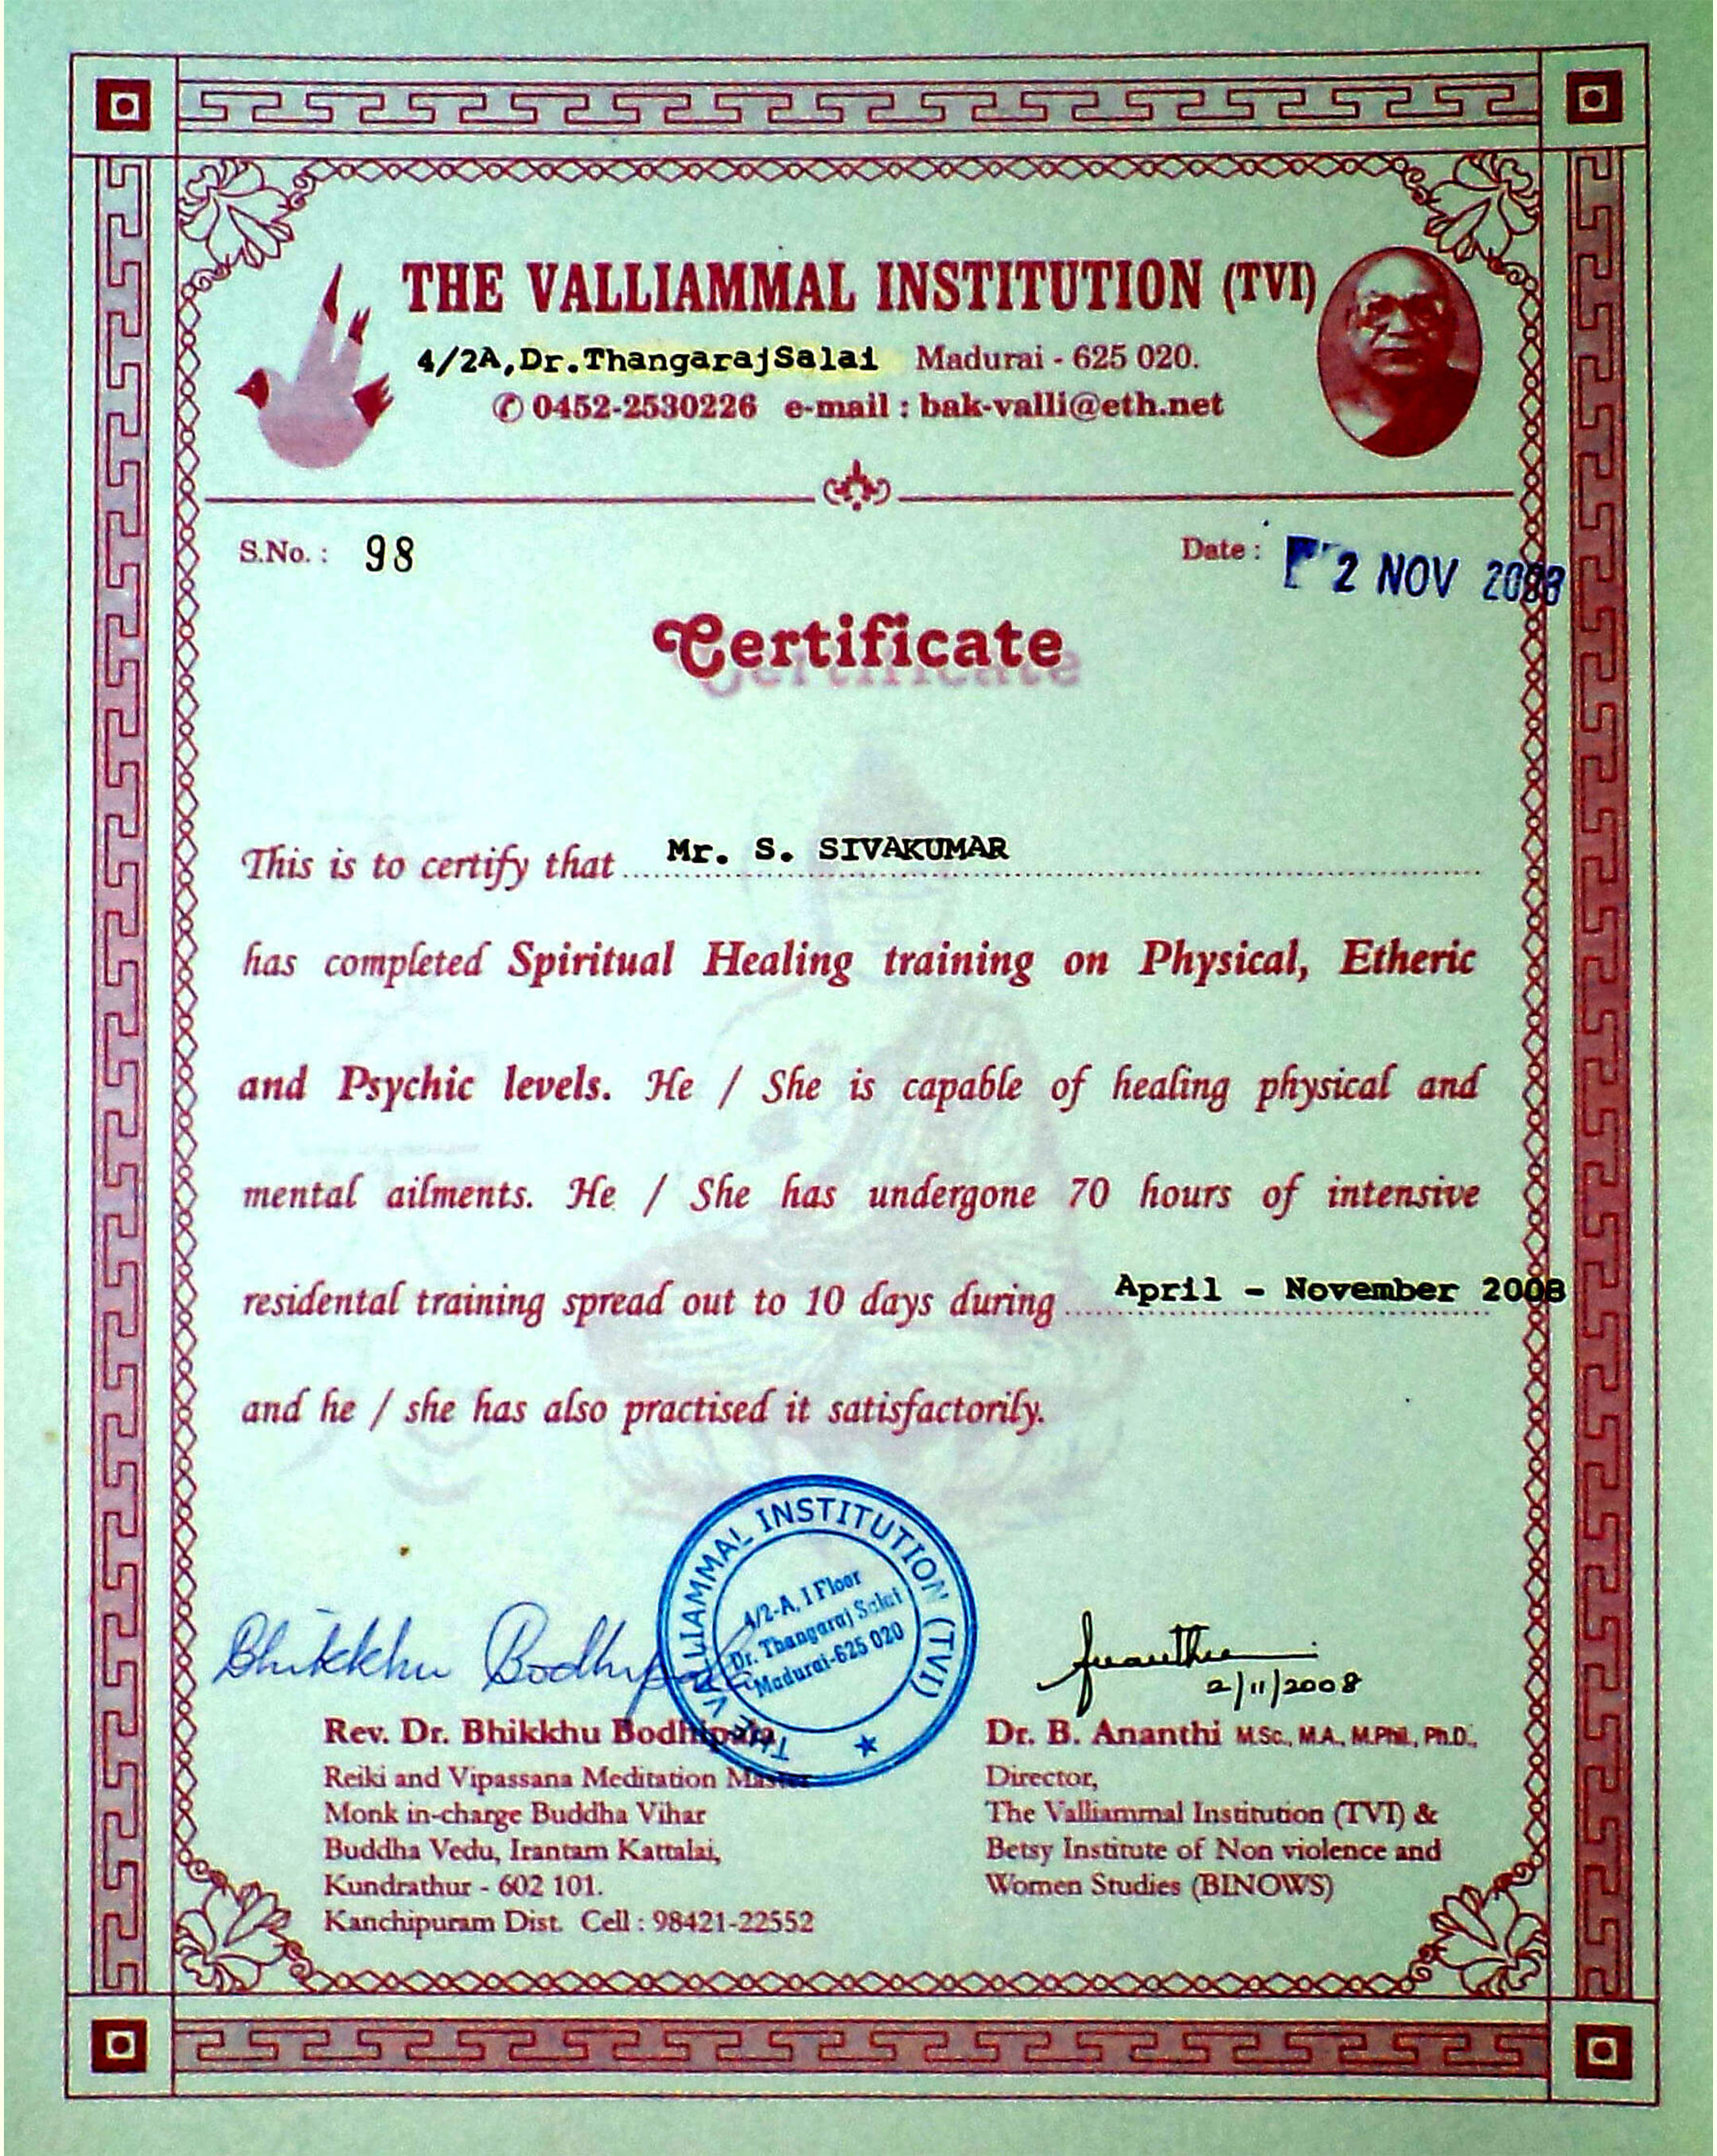 THE VALLIAMMAL INSTITUTION (TVI)
4/2A,Dr.ThangarajSalai Madurai - 625 020.
✆ 0452-2530226 e-mail : bak-valli@eth.net
S.No. : 98
Date : 2 NOV 2008
Certificate
This is to certify that Mr. S. SIVAKUMAR
has completed Spiritual Healing training on Physical, Etheric
and Psychic levels. He / She is capable of healing physical and
mental ailments. He / She has undergone 70 hours of intensive
residental training spread out to 10 days during April - November 2008
and he / she has also practised it satisfactorily.
THE VALLIAMMAL INSTITUTION (TVI)
4/2-A, I Floor
Dr. Thangaraj Salai
Madurai-625 020
★
Bhikkhu Bodhipala
Rev. Dr. Bhikkhu Bodhipala
Reiki and Vipassana Meditation Master
Monk in-charge Buddha Vihar
Buddha Vedu, Irantam Kattalai,
Kundrathur - 602 101.
Kanchipuram Dist. Cell : 98421-22552
2/11/2008
Dr. B. Ananthi M.Sc., M.A., M.Phil., Ph.D.,
Director,
The Valliammal Institution (TVI) &
Betsy Institute of Non violence and
Women Studies (BINOWS)